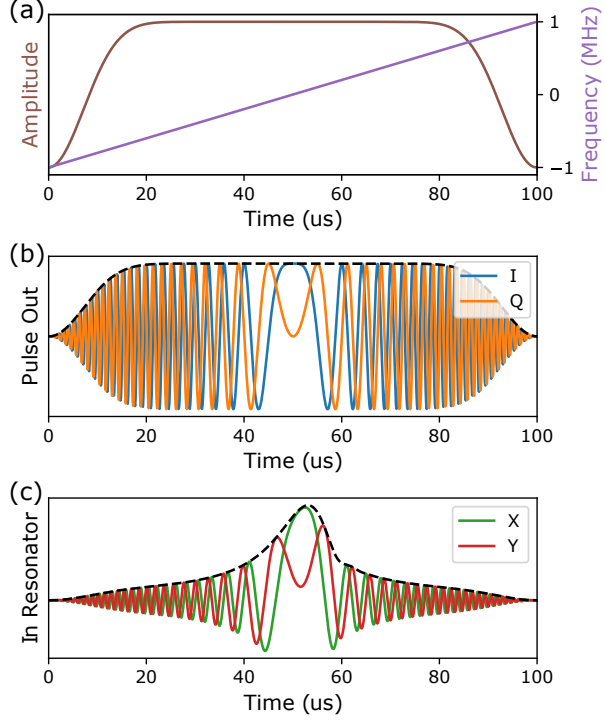 (a)
Amplitude
1
0
−1
Frequency (MHz)
0 20 40 60 80 100
Time (us)
(b)
Pulse Out
I
Q
0 20 40 60 80 100
Time (us)
(c)
In Resonator
X
Y
0 20 40 60 80 100
Time (us)